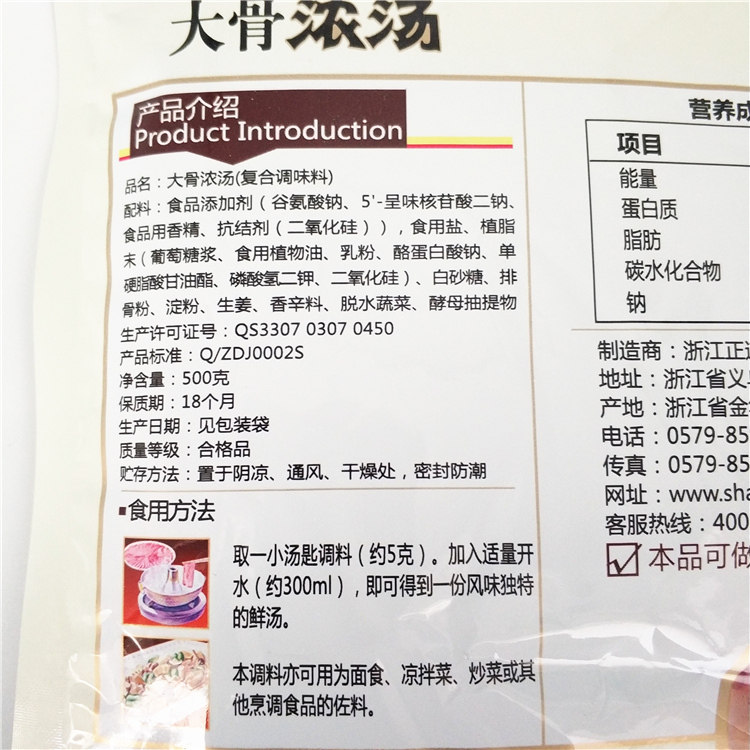 大骨浓汤
产品介绍
Product Introduction
品名：大骨浓汤(复合调味料)
配料：食品添加剂（谷氨酸钠、5'-呈味核苷酸二钠、
食品用香精、抗结剂（二氧化硅）），食用盐、植脂
末（葡萄糖浆、食用植物油、乳粉、酪蛋白酸钠、单
硬脂酸甘油酯、磷酸氢二钾、二氧化硅）、白砂糖、排
骨粉、淀粉、生姜、香辛料、脱水蔬菜、酵母抽提物
生产许可证号：QS3307 0307 0450
产品标准：Q/ZDJ0002S
净含量：500克
保质期：18个月
生产日期：见包装袋
质量等级：合格品
贮存方法：置于阴凉、通风、干燥处，密封防潮
▪食用方法
取一小汤匙调料（约5克）。加入适量开
水（约300ml），即可得到一份风味独特
的鲜汤。
本调料亦可用为面食、凉拌菜、炒菜或其
他烹调食品的佐料。
营养成
项目
能量
蛋白质
脂肪
碳水化合物
钠
制造商：浙江正
地址：浙江省义
产地：浙江省金
电话：0579-85
传真：0579-85
网址：www.sha
客服热线：400
本品可做